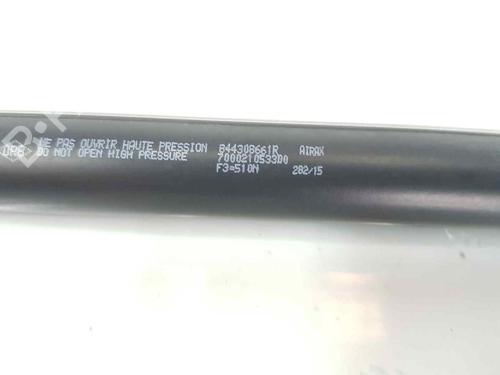 NE PAS OUVRIR HAUTE PRESSION 844308661R AIRAX
DO NOT OPEN HIGH PRESSURE 7000210533D0
F3=510N 282/15